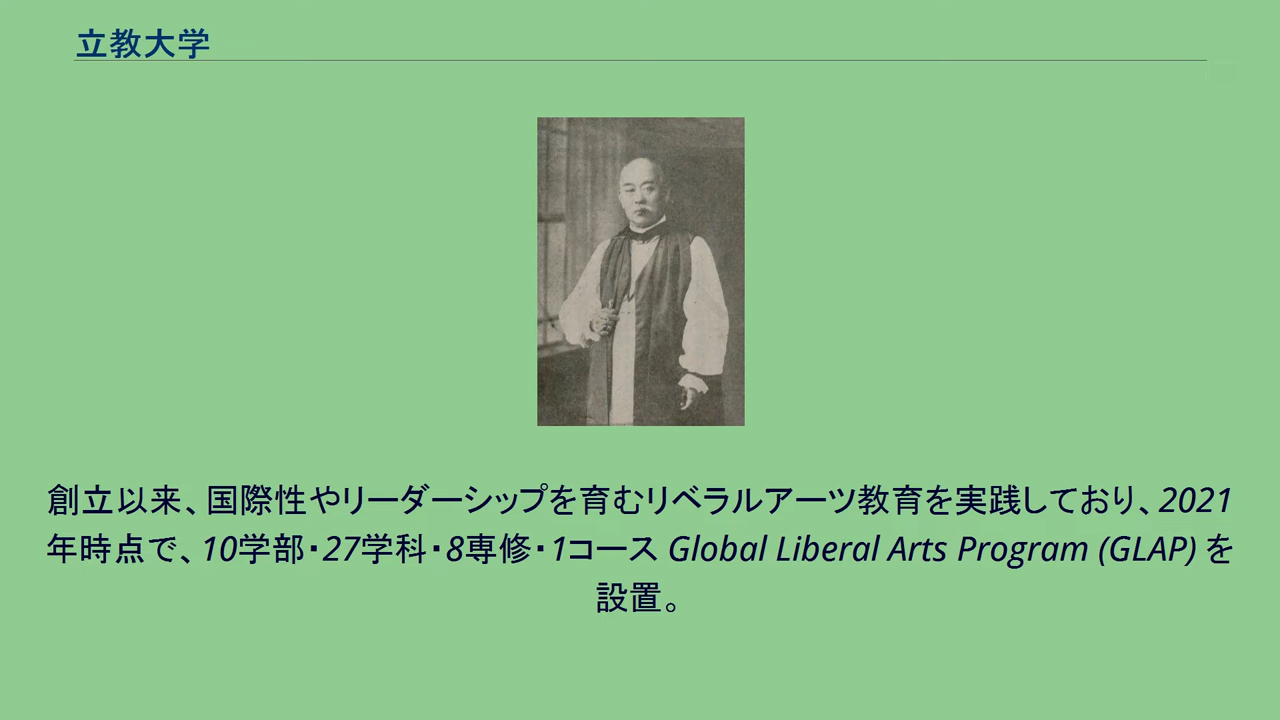 立教大学
創立以来、国際性やリーダーシップを育むリベラルアーツ教育を実践しており、2021
年時点で、10学部・27学科・8専修・1コース Global Liberal Arts Program (GLAP) を
設置。